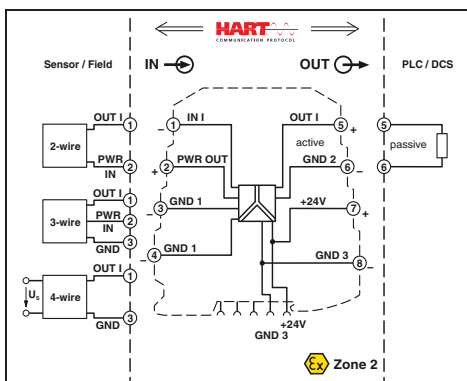 HART
COMMUNICATION PROTOCOL
Sensor / Field
IN
OUT
PLC / DCS
OUT I
1
2-wire
PWR
IN
2
OUT I
1
3-wire
PWR
IN
2
GND
3
OUT I
1
Us
4-wire
GND
3
1
−
IN I
2
+
PWR OUT
3
−
GND 1
4
−
GND 1
OUT I
5
+
active
GND 2
6
−
+24V
7
+
GND 3
8
−
+24V
GND 3
5
passive
6
Ex Zone 2